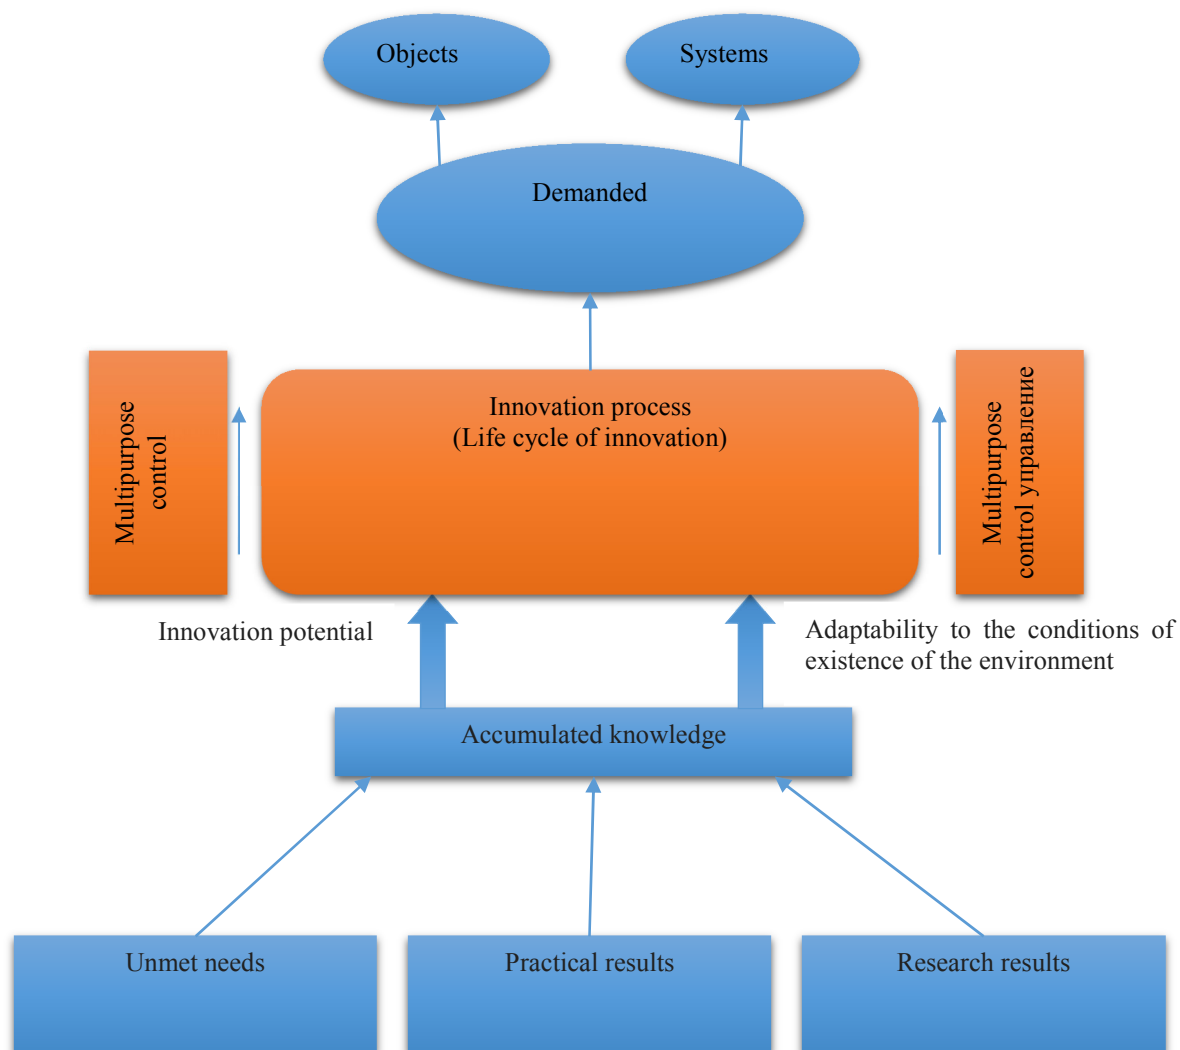 Objects
Systems
Demanded
Multipurpose
control
Innovation process
(Life cycle of innovation)
Multipurpose
control управление
Innovation potential
Adaptability to the conditions of
existence of the environment
Accumulated knowledge
Unmet needs
Practical results
Research results